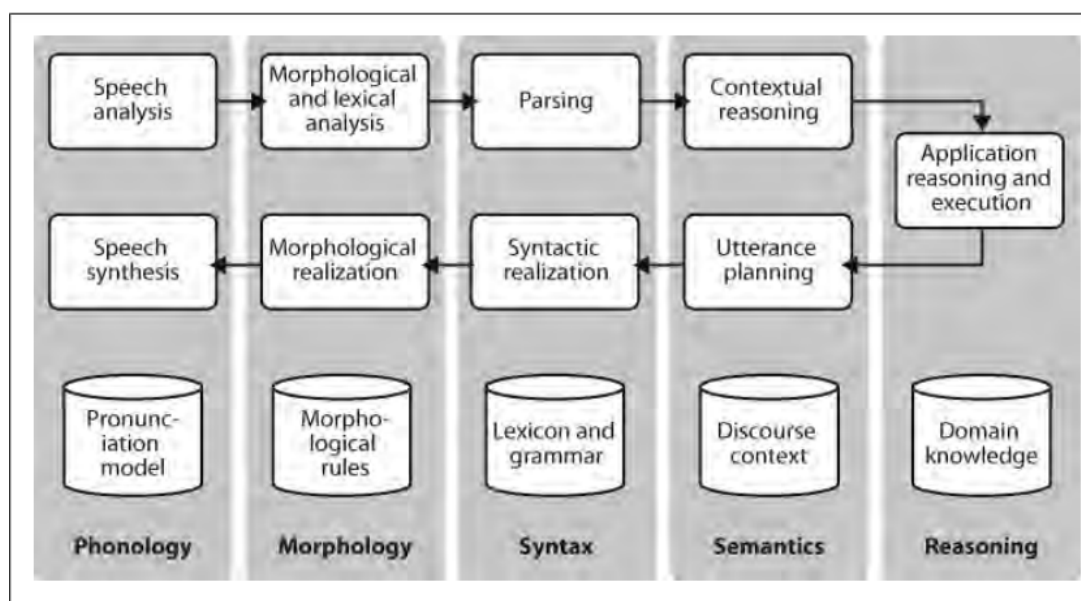 Speech
analysis
Morphological
and lexical
analysis
Parsing
Contextual
reasoning
Application
reasoning and
execution
Speech
synthesis
Morphological
realization
Syntactic
realization
Utterance
planning
Pronunc-
iation
model
Morpho-
logical
rules
Lexicon and
grammar
Discourse
context
Domain
knowledge
Phonology
Morphology
Syntax
Semantics
Reasoning